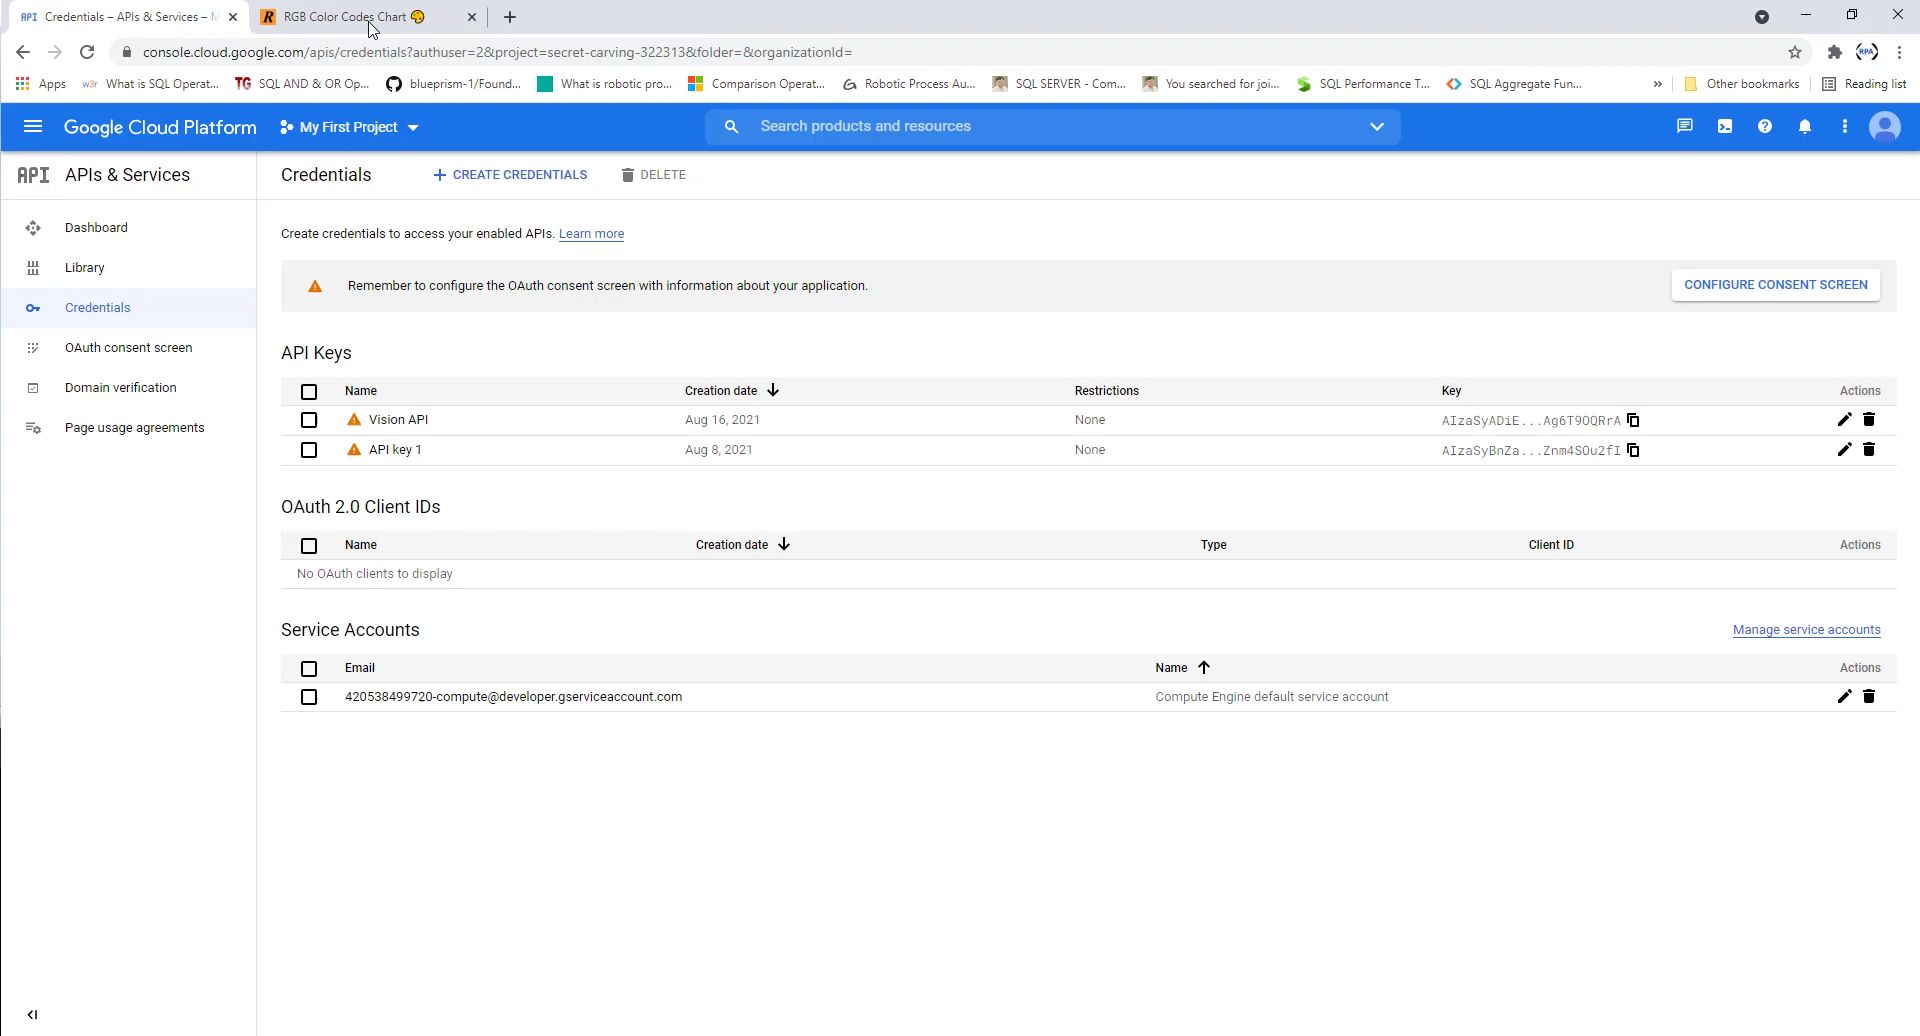 API Credentials – APIs & Services – M
RGB Color Codes Chart
console.cloud.google.com/apis/credentials?authuser=2&project=secret-carving-322313&folder=&organizationId=
RPA
Apps w3r What is SQL Operat... TG SQL AND & OR Op... blueprism-1/Found... What is robotic pro... Comparison Operat... Robotic Process Au... SQL SERVER - Com... You searched for joi... SQL Performance T... SQL Aggregate Fun... » Other bookmarks Reading list
Google Cloud Platform My First Project Search products and resources
API APIs & Services
Credentials + CREATE CREDENTIALS DELETE
Dashboard
Library
Credentials
OAuth consent screen
Domain verification
Page usage agreements
Create credentials to access your enabled APIs. Learn more
Remember to configure the OAuth consent screen with information about your application. CONFIGURE CONSENT SCREEN
API Keys
Name Creation date Restrictions Key Actions
Vision API Aug 16, 2021 None AIzaSyADiE...Ag6T9OQRrA
API key 1 Aug 8, 2021 None AIzaSyBnZa...Znm4SOu2fI
OAuth 2.0 Client IDs
Name Creation date Type Client ID Actions
No OAuth clients to display
Service Accounts Manage service accounts
Email Name Actions
420538499720-compute@developer.gserviceaccount.com Compute Engine default service account